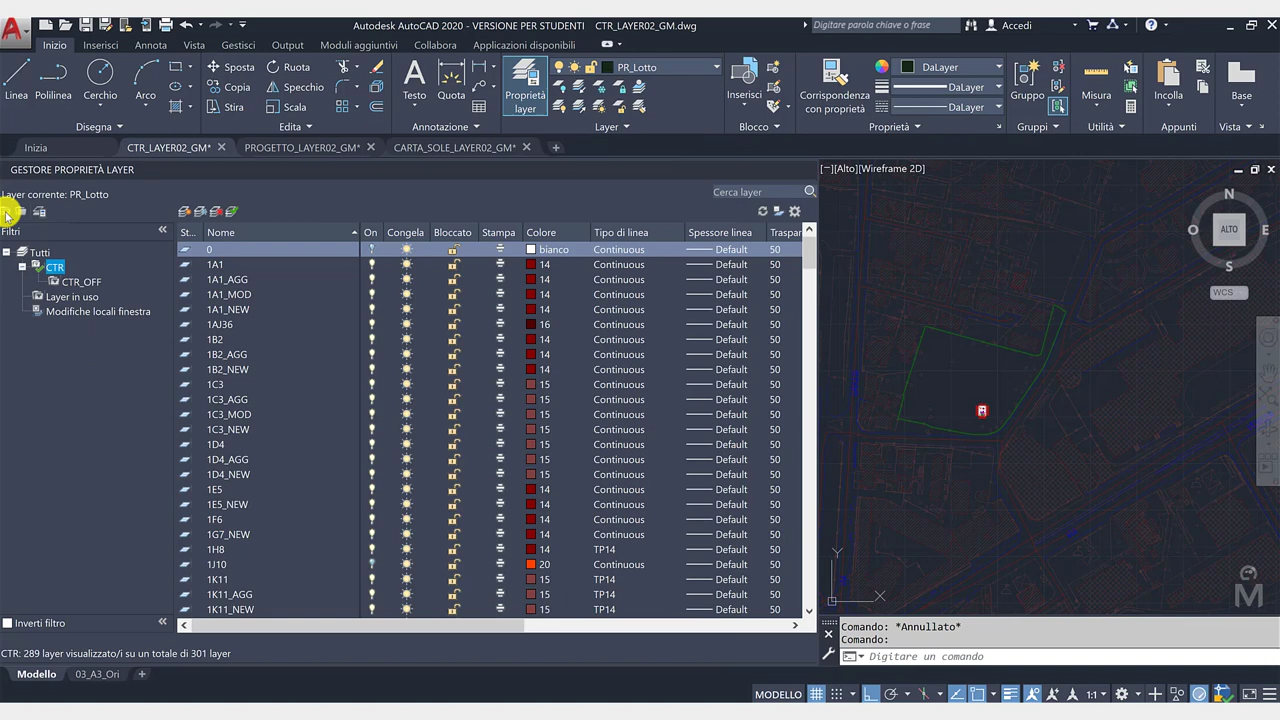 Autodesk AutoCAD 2020 - VERSIONE PER STUDENTI CTR_LAYER02_GM.dwg
Digitare parola chiave o frase
Accedi
Inizio Inserisci Annota Vista Gestisci Output Moduli aggiuntivi Collabora Applicazioni disponibili
Linea Polilinea Cerchio Arco
Sposta Ruota
Copia Specchio
Stira Scala
Testo Quota
Proprietà layer
PR_Lotto
Inserisci
Corrispondenza con proprietà
DaLayer
DaLayer
DaLayer
Gruppo Misura Incolla Base
Disegna Edita Annotazione Layer Blocco Proprietà Gruppi Utilità Appunti Vista
Inizia CTR_LAYER02_GM* PROGETTO_LAYER02_GM* CARTA_SOLE_LAYER02_GM*
GESTORE PROPRIETÀ LAYER
Layer corrente: PR_Lotto
Cerca layer
Filtri
Tutti
CTR
CTR_OFF
Layer in uso
Modifiche locali finestra
St... Nome On Congela Bloccato Stampa Colore Tipo di linea Spessore linea Traspar
0 bianco Continuous Default 50
1A1 14 Continuous Default 50
1A1_AGG 14 Continuous Default 50
1A1_MOD 14 Continuous Default 50
1A1_NEW 14 Continuous Default 50
1AJ36 16 Continuous Default 50
1B2 14 Continuous Default 50
1B2_AGG 14 Continuous Default 50
1B2_NEW 14 Continuous Default 50
1C3 15 Continuous Default 50
1C3_AGG 15 Continuous Default 50
1C3_MOD 15 Continuous Default 50
1C3_NEW 15 Continuous Default 50
1D4 15 Continuous Default 50
1D4_AGG 15 Continuous Default 50
1D4_NEW 15 Continuous Default 50
1E5 14 Continuous Default 50
1E5_NEW 14 Continuous Default 50
1F6 14 Continuous Default 50
1G7_NEW 14 Continuous Default 50
1H8 14 TP14 Default 50
1J10 20 Continuous Default 50
1K11 15 TP14 Default 50
1K11_AGG 15 TP14 Default 50
1K11_NEW 15 TP14 Default 50
Inverti filtro
CTR: 289 layer visualizzato/i su un totale di 301 layer
[−][Alto][Wireframe 2D]
N
O ALTO E
S
WCS
Y
X
M
Comando: *Annullato*
Comando:
Digitare un comando
Modello 03_A3_Ori
MODELLO
1:1